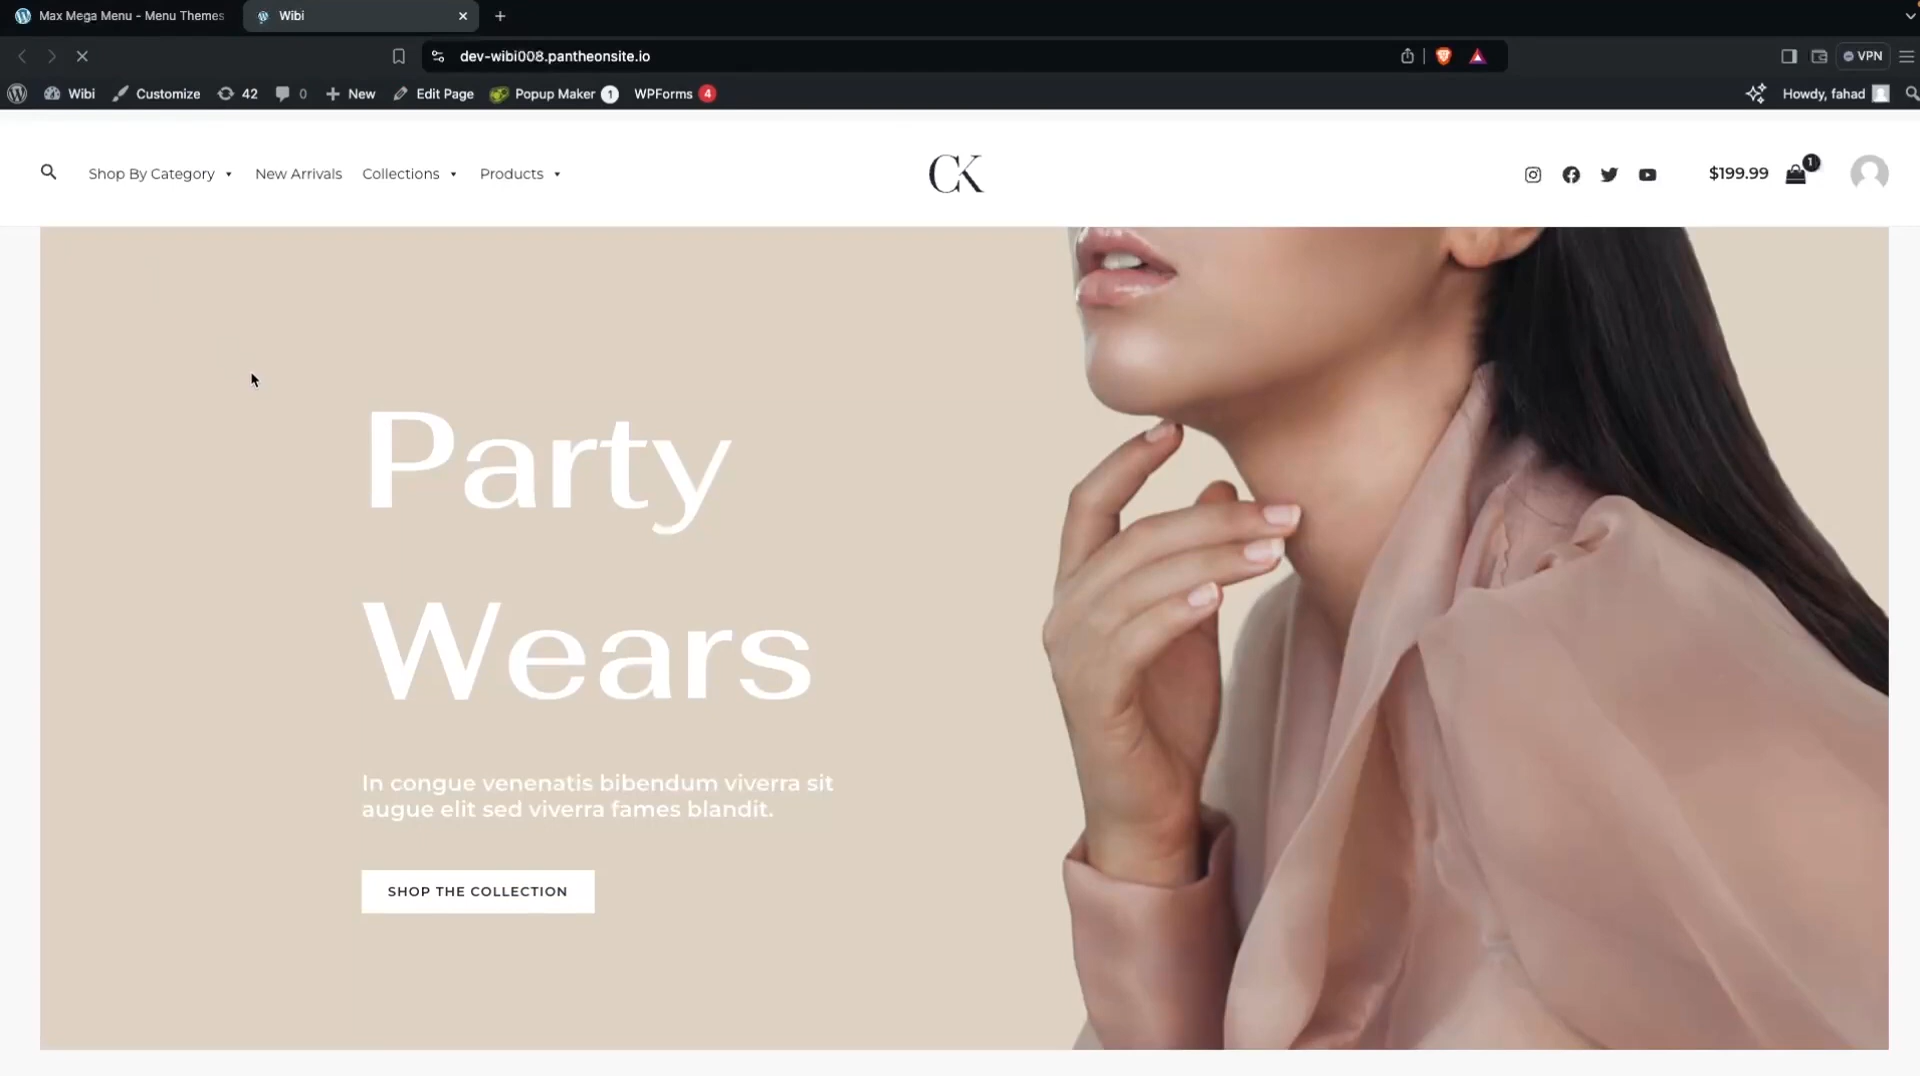 Max Mega Menu - Menu Themes
Wibi
dev-wibi008.pantheonsite.io
VPN
Wibi
Customize
42
0
New
Edit Page
Popup Maker 1
WPForms 4
Howdy, fahad
Shop By Category
New Arrivals
Collections
Products
CK
$199.99
1
Party
Wears
In congue venenatis bibendum viverra sit
augue elit sed viverra fames blandit.
SHOP THE COLLECTION